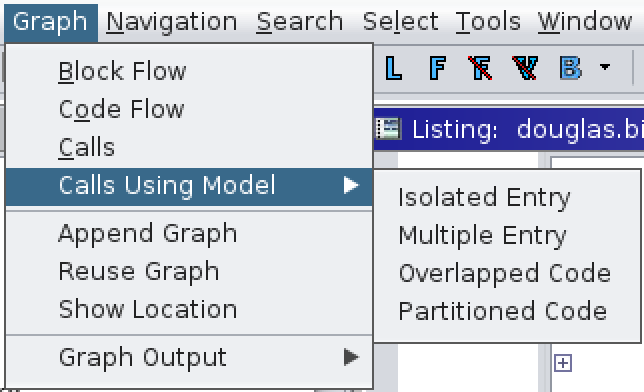 Graph Navigation Search Select Tools Window
Block Flow
Code Flow
Calls
Calls Using Model
Append Graph
Reuse Graph
Show Location
Graph Output
L F F V B
Listing: douglas.bi
Isolated Entry
Multiple Entry
Overlapped Code
Partitioned Code